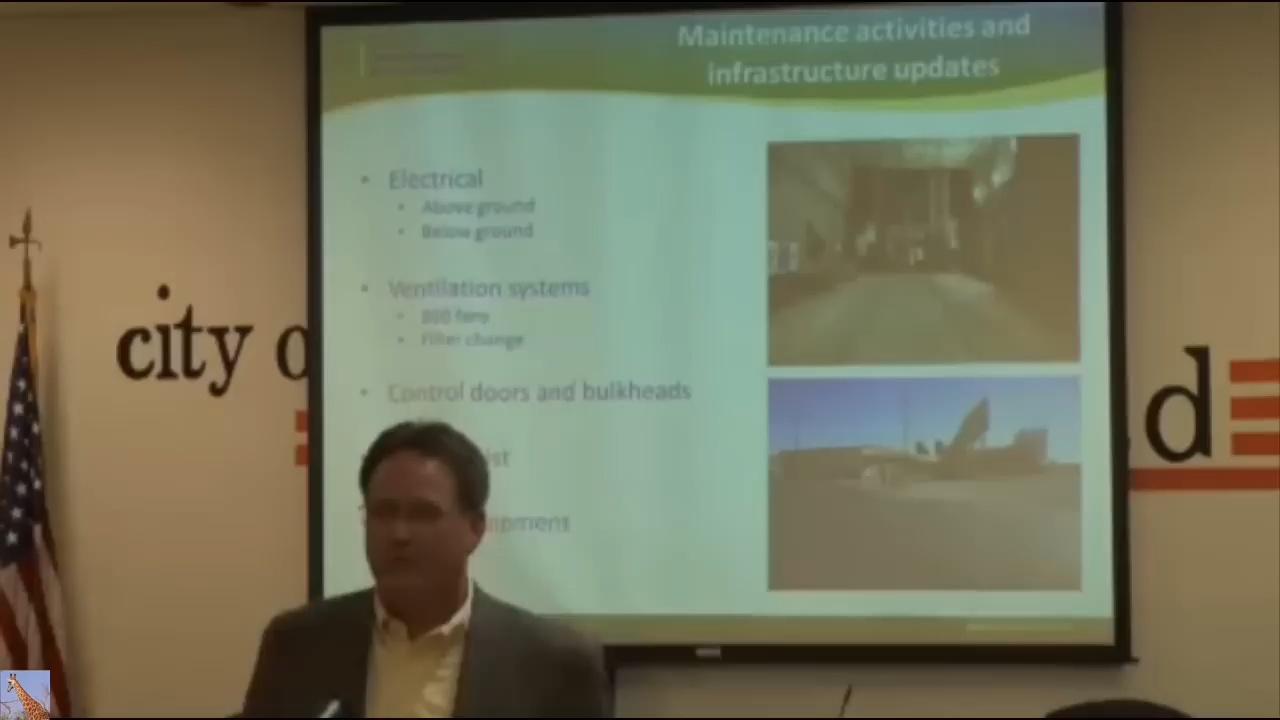 Maintenance activities and
infrastructure updates
• Electrical
• Above ground
• Below ground
• Ventilation systems
• fans
• Filter change
• Control doors and bulkheads
city o
d